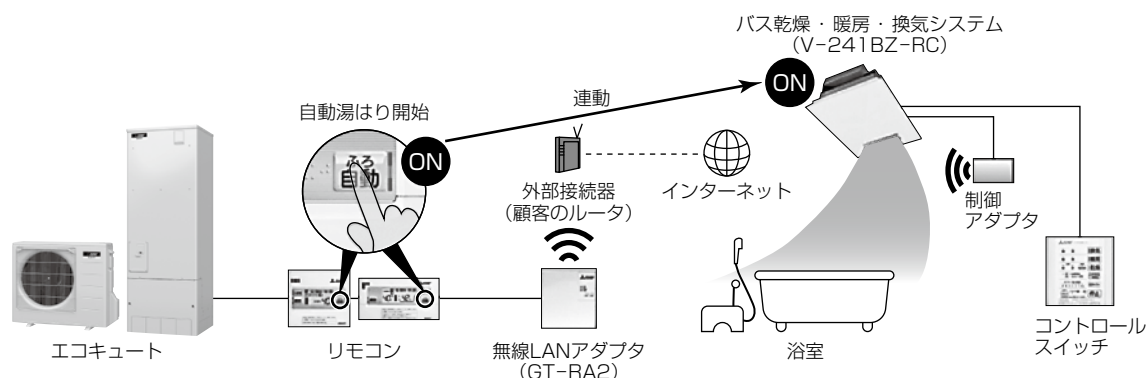 バス乾燥・暖房・換気システム
（V-241BZ-RC）
ON
連動
自動湯はり開始
ふろ
自動
ON
外部接続器
（顧客のルータ）
インターネット
制御
アダプタ
エコキュート
リモコン
無線LANアダプタ
（GT-RA2）
浴室
コントロール
スイッチ